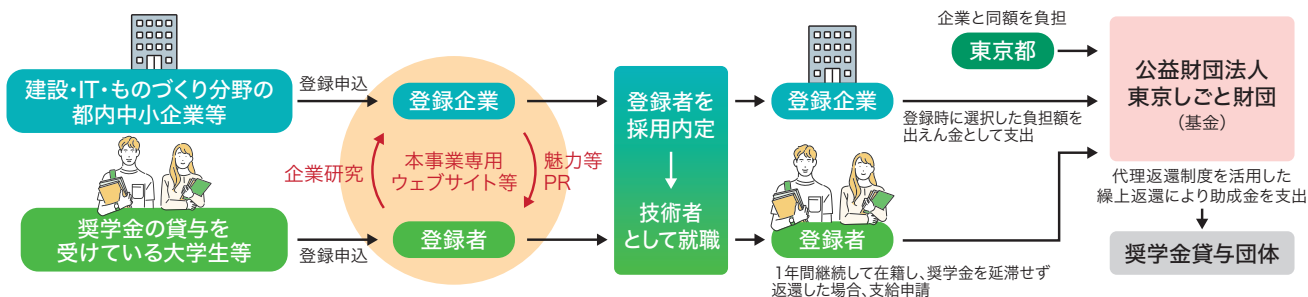 建設・IT・ものづくり分野の
都内中小企業等
奨学金の貸与を
受けている大学生等
登録申込
登録申込
登録企業
企業研究
本事業専用
ウェブサイト等
魅力等
PR
登録者
登録者を
採用内定
技術者
として就職
登録企業
登録者
1年間継続して在籍し、奨学金を延滞せず
返還した場合、支給申請
企業と同額を負担
東京都
登録時に選択した負担額を
出えん金として支出
公益財団法人
東京しごと財団
（基金）
代理返還制度を活用した
繰上返還により助成金を支出
奨学金貸与団体